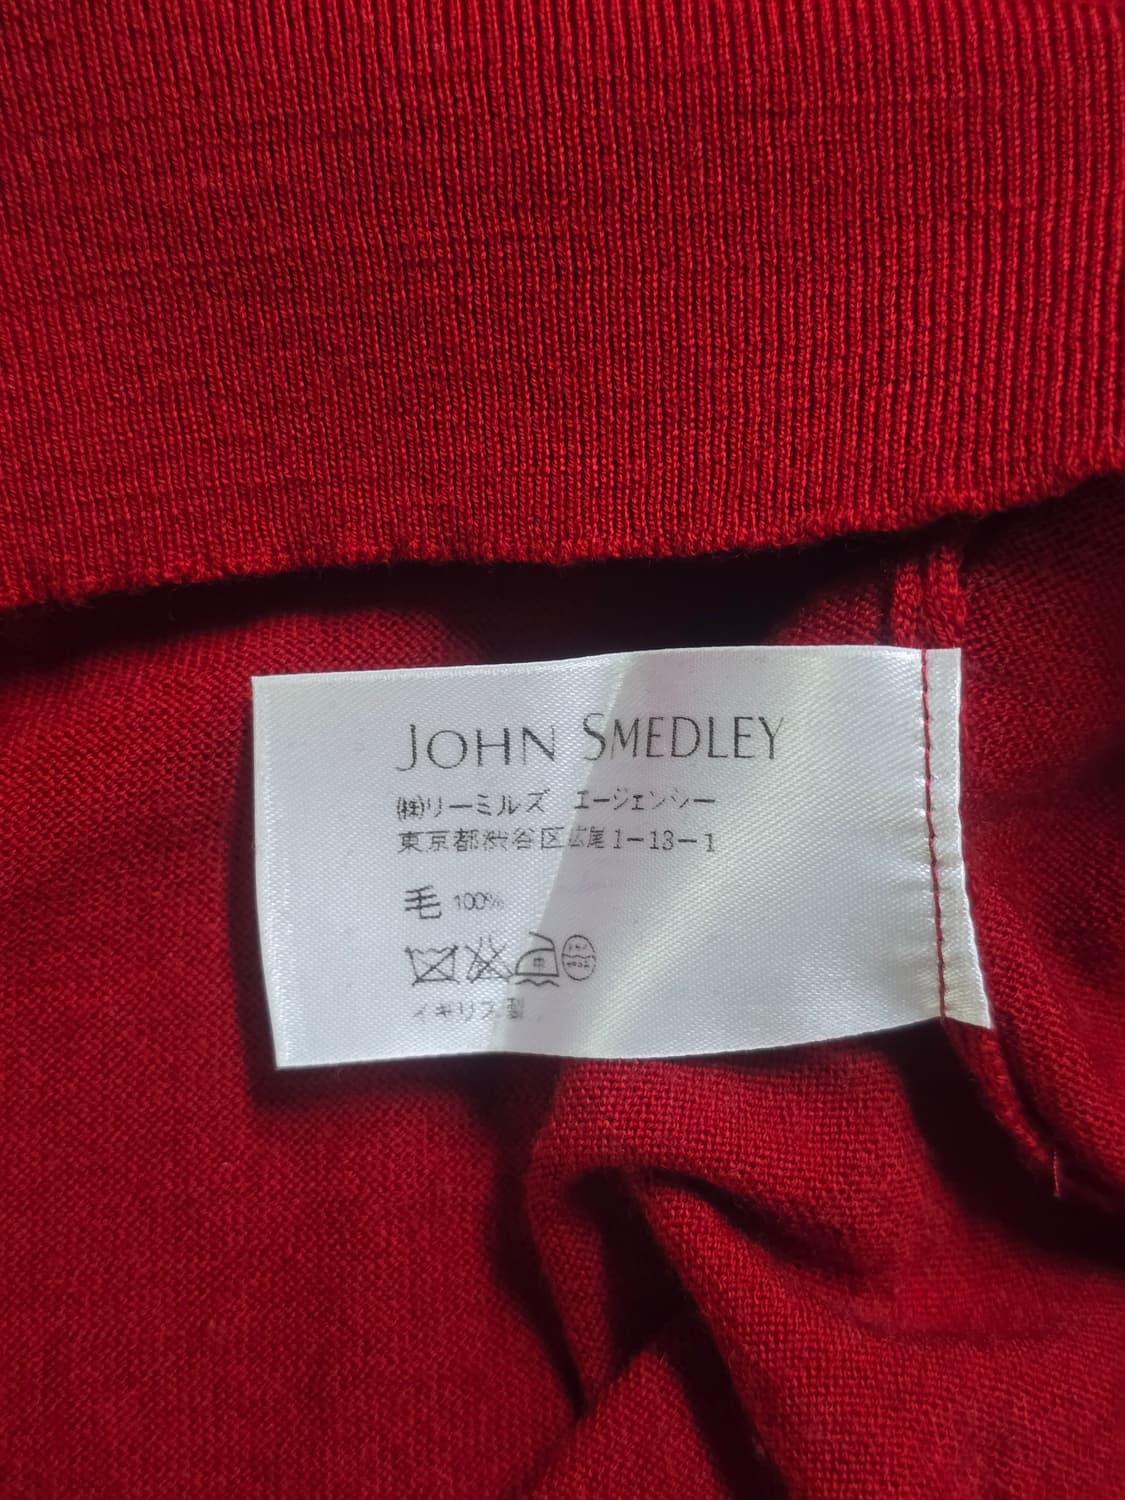 JOHN SMEDLEY
㈱リーミルズ エージェンシー
東京都渋谷区広尾1-13-1
毛 100%
イギリス製